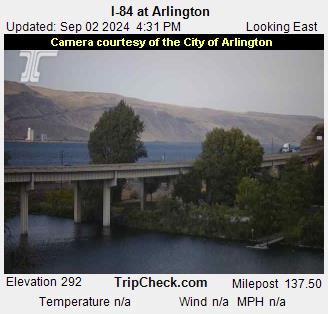 I-84 at Arlington
Updated: Sep 02 2024 4:31 PM Looking East
Camera courtesy of the City of Arlington
Elevation 292 TripCheck.com Milepost 137.50
Temperature n/a Wind n/a MPH n/a